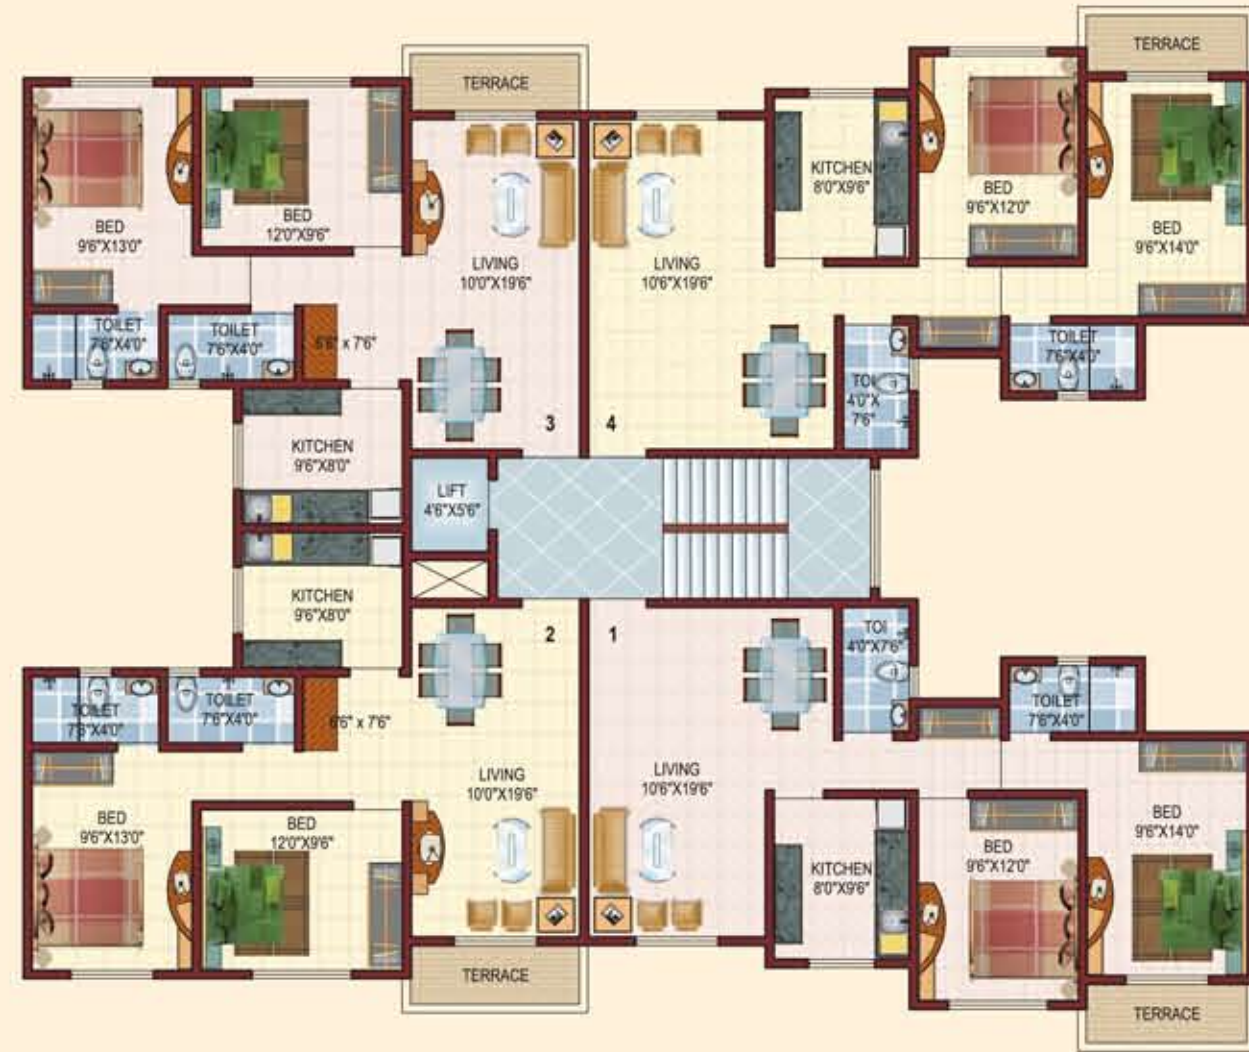 TERRACE
BED
9'6"X13'0"
BED
12'0"X9'6"
LIVING
10'0"X19'6"
TOILET
7'6"X4'0"
TOILET
7'6"X4'0"
6'6" x 7'6"
KITCHEN
9'6"X8'0"
3
TERRACE
KITCHEN
8'0"X9'6"
BED
9'6"X12'0"
BED
9'6"X14'0"
LIVING
10'6"X19'6"
TOILET
7'6"X4'0"
TOI
4'0"X
7'6"
4
LIFT
4'6"X5'6"
KITCHEN
9'6"X8'0"
2
TOILET
7'6"X4'0"
TOILET
7'6"X4'0"
6'6" x 7'6"
LIVING
10'0"X19'6"
BED
9'6"X13'0"
BED
12'0"X9'6"
TERRACE
1
TOI
4'0"X7'6"
TOILET
7'6"X4'0"
LIVING
10'6"X19'6"
KITCHEN
8'0"X9'6"
BED
9'6"X12'0"
BED
9'6"X14'0"
TERRACE